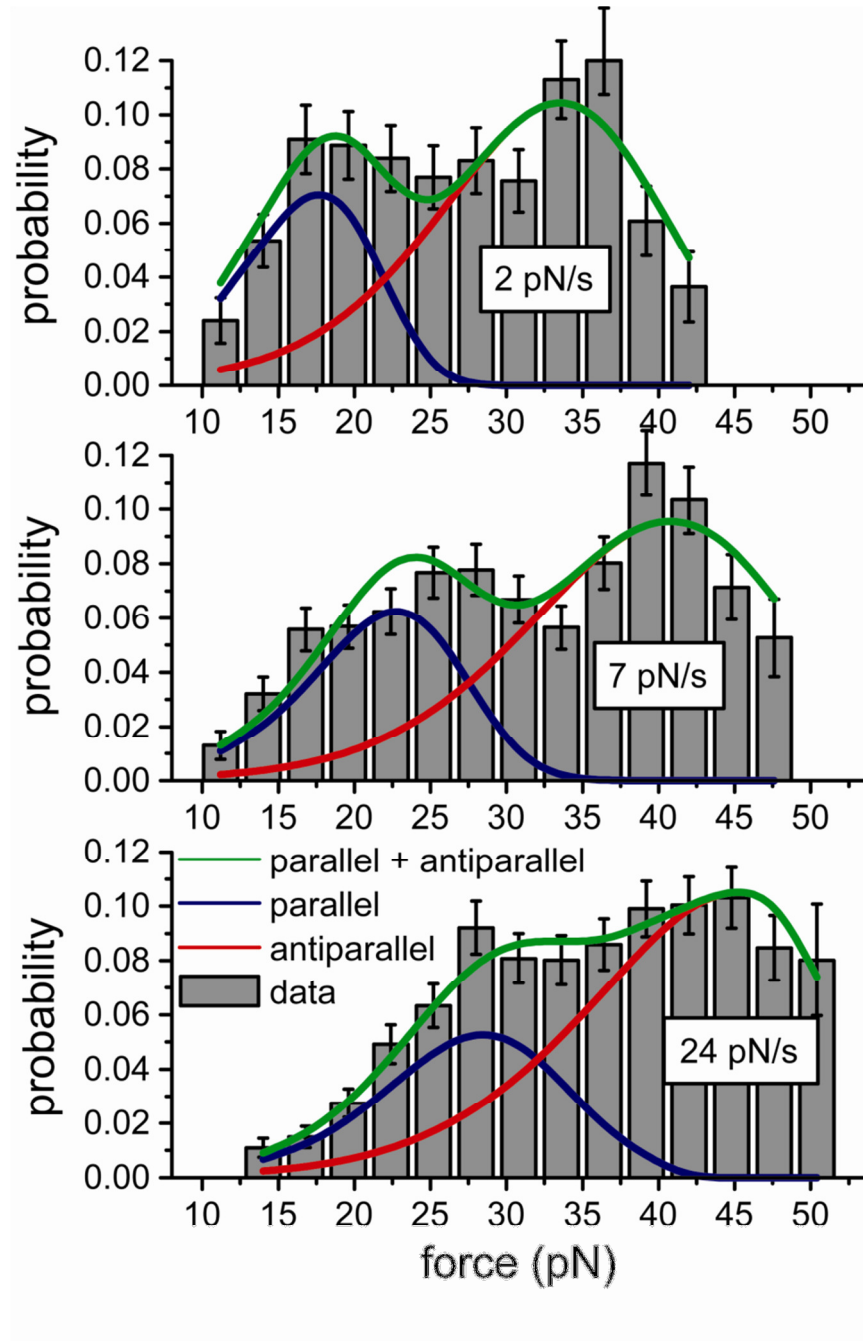 0.12
0.10
0.08
0.06
0.04
0.02
0.00
probability
2 pN/s
10 15 20 25 30 35 40 45 50
0.12
0.10
0.08
0.06
0.04
0.02
0.00
probability
7 pN/s
10 15 20 25 30 35 40 45 50
0.12
0.10
0.08
0.06
0.04
0.02
0.00
probability
parallel + antiparallel
parallel
antiparallel
data
24 pN/s
10 15 20 25 30 35 40 45 50
force (pN)